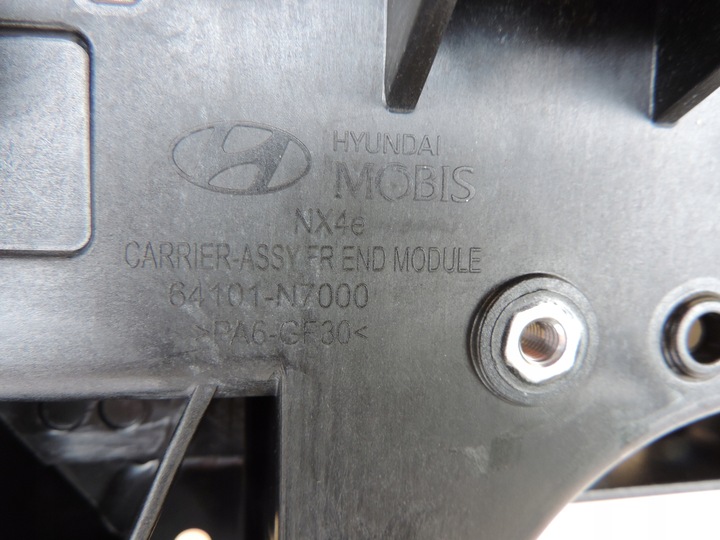 HYUNDAI
MOBIS
NX4e
CARRIER-ASSY FR END MODULE
64101-N7000
>PA6-GF30<